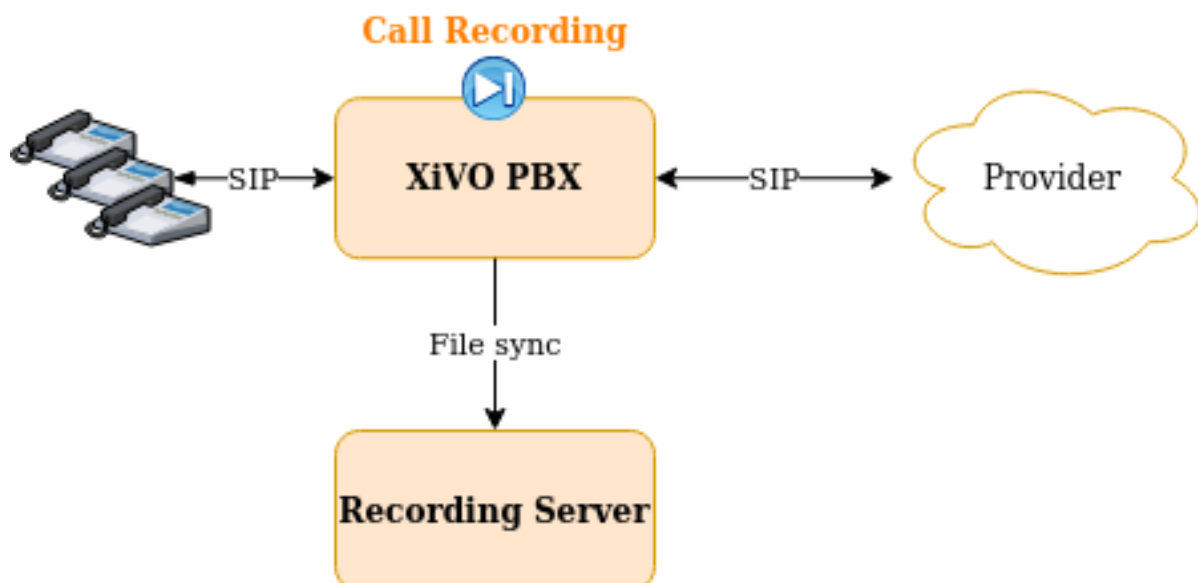 Call Recording
SIP
XiVO PBX
SIP
Provider
File sync
Recording Server